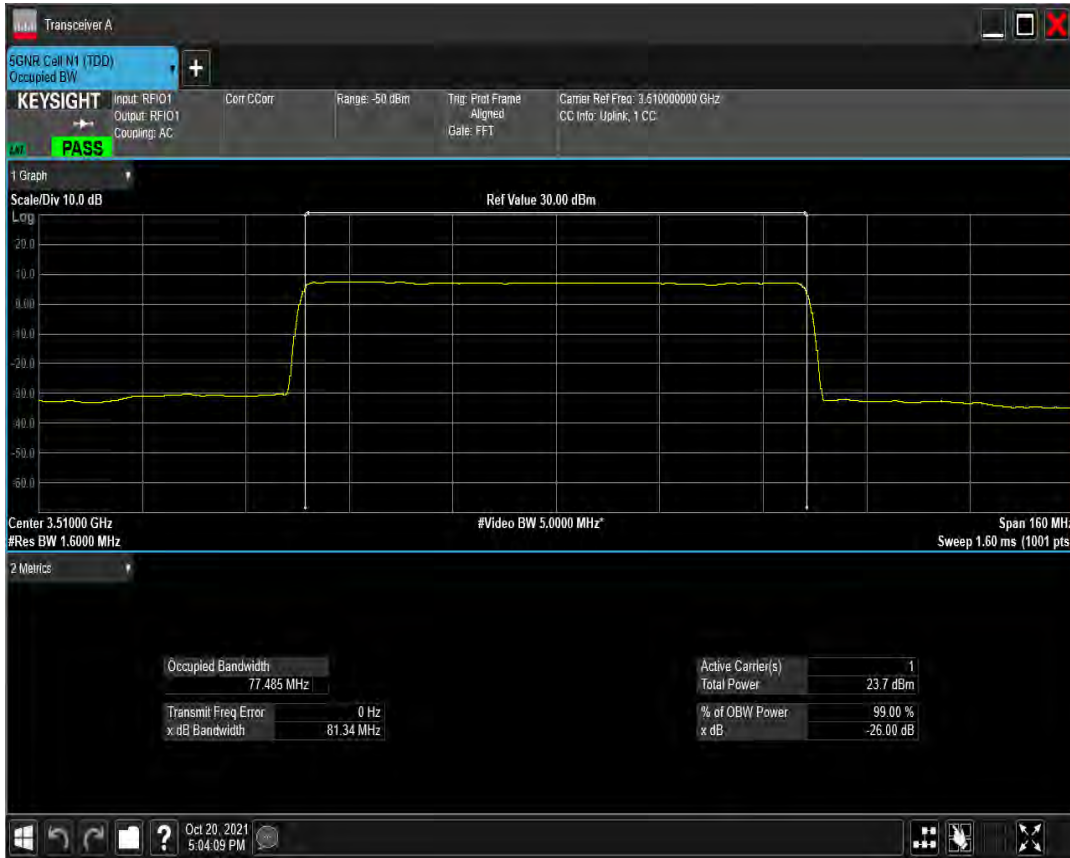 Transceiver A
5GNR Cell N1 (TDD)
Occupied BW
+
KEYSIGHT
Input: RFIO1
Output: RFIO1
Coupling: AC
Corr CCorr
Range: -50 dBm
Trig: Prot Frame
Aligned
Gate: FFT
Carrier Ref Freq: 3.510000000 GHz
CC Info: Uplink, 1 CC
PASS
1 Graph
Scale/Div 10.0 dB
Ref Value 30.00 dBm
Log
20.0
10.0
0.00
-10.0
-20.0
-30.0
-40.0
-50.0
-60.0
Center 3.51000 GHz
#Video BW 5.0000 MHz*
Span 160 MHz
#Res BW 1.6000 MHz
Sweep 1.60 ms (1001 pts
2 Metrics
Occupied Bandwidth
77.485 MHz
Transmit Freq Error 0 Hz
x dB Bandwidth 81.34 MHz
Active Carrier(s) 1
Total Power 23.7 dBm
% of OBW Power 99.00 %
x dB -26.00 dB
?
Oct 20, 2021
5:04:09 PM